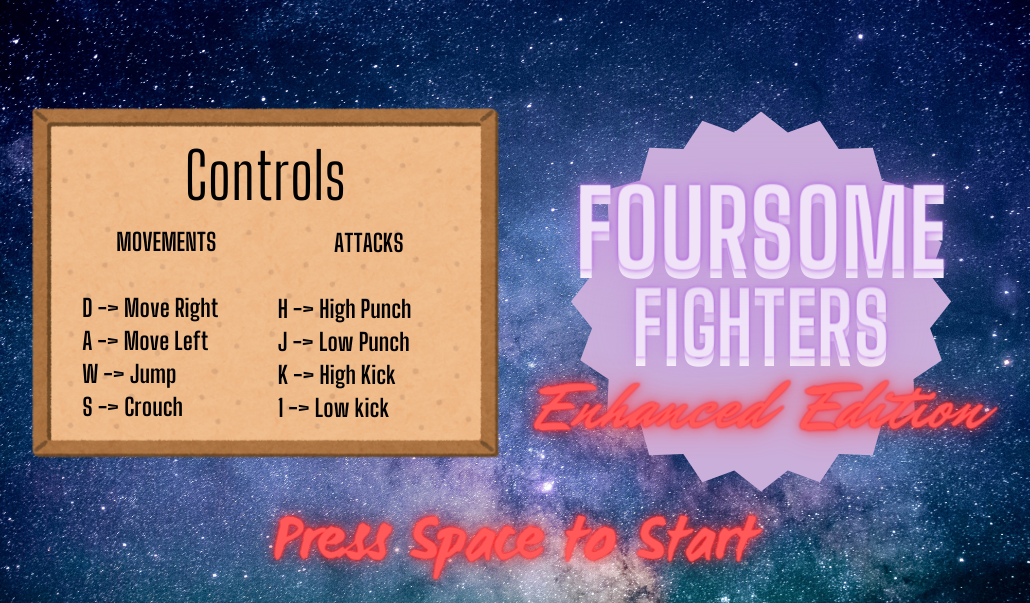 Controls
MOVEMENTS
D --> Move Right
A --> Move Left
W --> Jump
S --> Crouch
ATTACKS
H --> High Punch
J --> Low Punch
K --> High Kick
1 --> Low kick
FOURSOME
FIGHTERS
Enhanced Edition
Press Space to Start